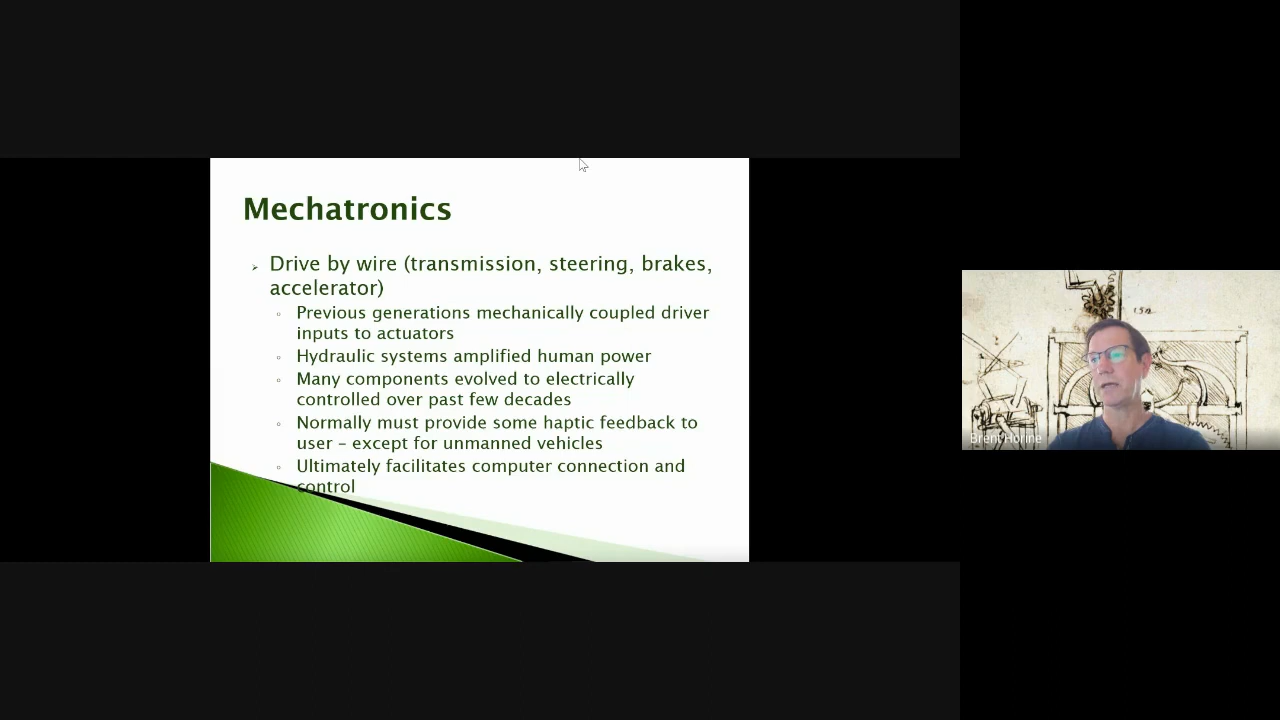 Mechatronics
Drive by wire (transmission, steering, brakes,
accelerator)
Previous generations mechanically coupled driver
inputs to actuators
Hydraulic systems amplified human power
Many components evolved to electrically
controlled over past few decades
Normally must provide some haptic feedback to
user – except for unmanned vehicles
Ultimately facilitates computer connection and
control
Brent Horine